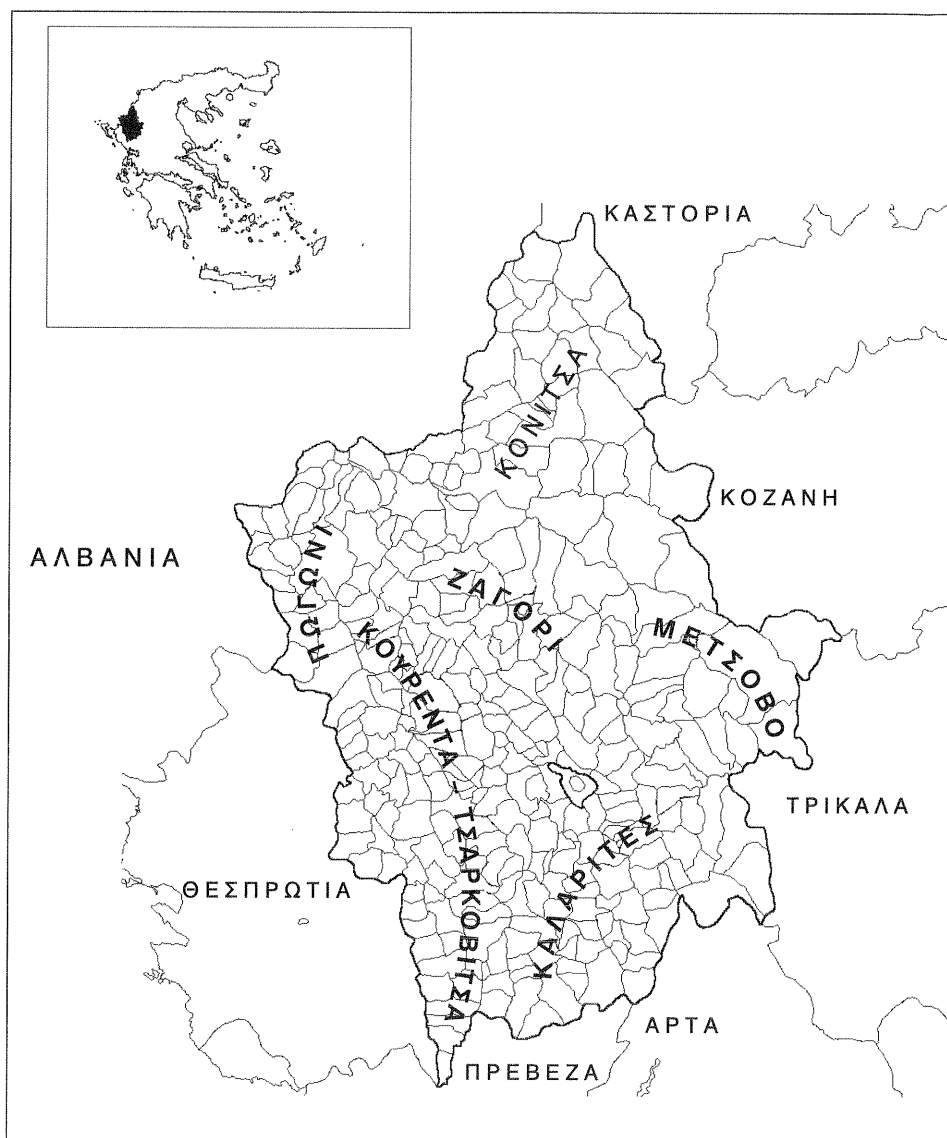 ΚΑΣΤΟΡΙΑ
ΚΟΝΙΤΣΑ
ΚΟΖΑΝΗ
ΑΛΒΑΝΙΑ
ΠΩΓΩΝΙ
ΖΑΓΟΡΙ
ΜΕΤΣΟΒΟ
ΚΟΥΡΕΝΤΑ – ΤΣΑΡΚΟΒΙΤΣΑ
ΤΡΙΚΑΛΑ
ΚΑΛΑΡΙΤΕΣ
ΘΕΣΠΡΩΤΙΑ
ΑΡΤΑ
ΠΡΕΒΕΖΑ